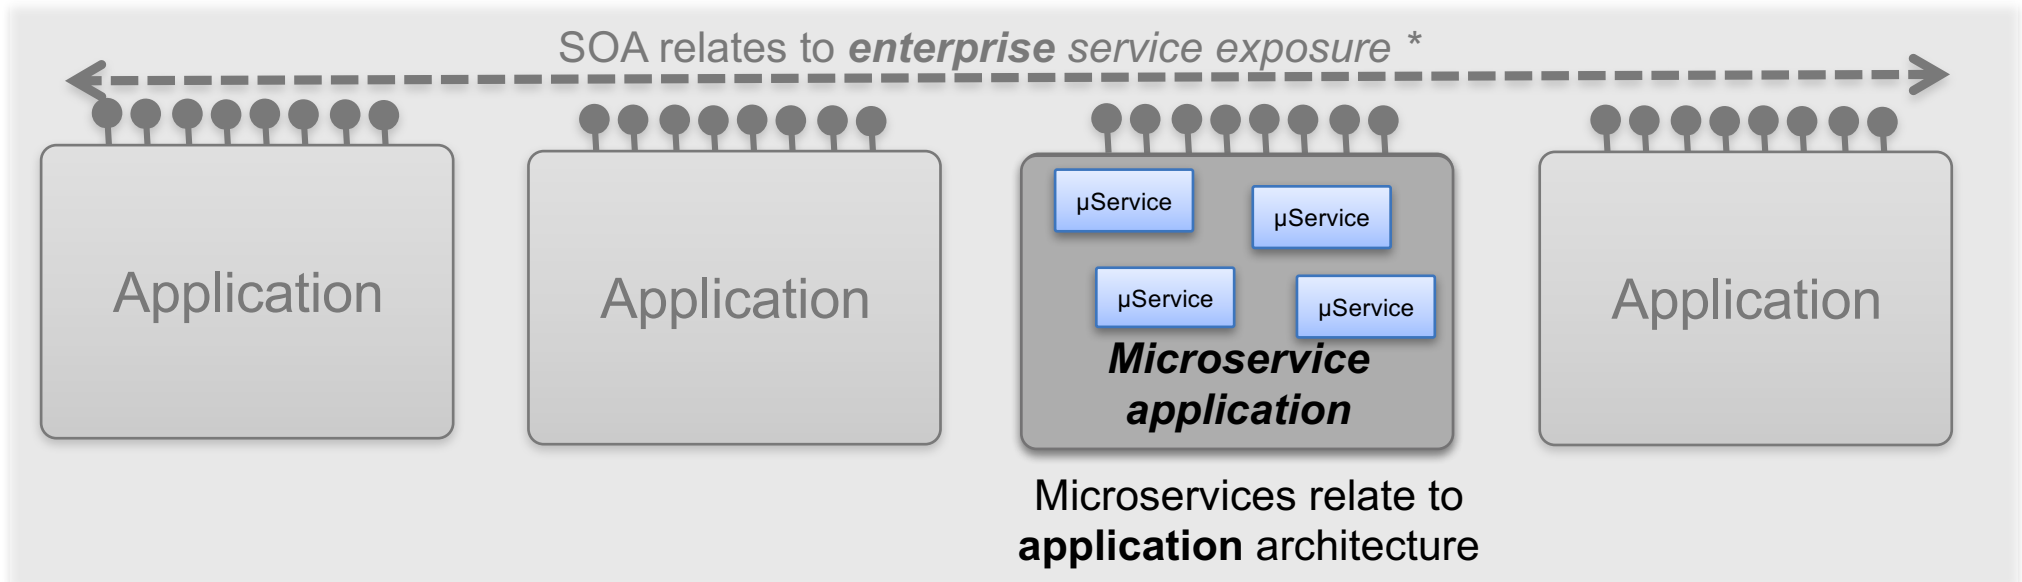 SOA relates to enterprise service exposure *
Application
Application
µService
µService
µService
µService
Microservice
application
Application
Microservices relate to
application architecture